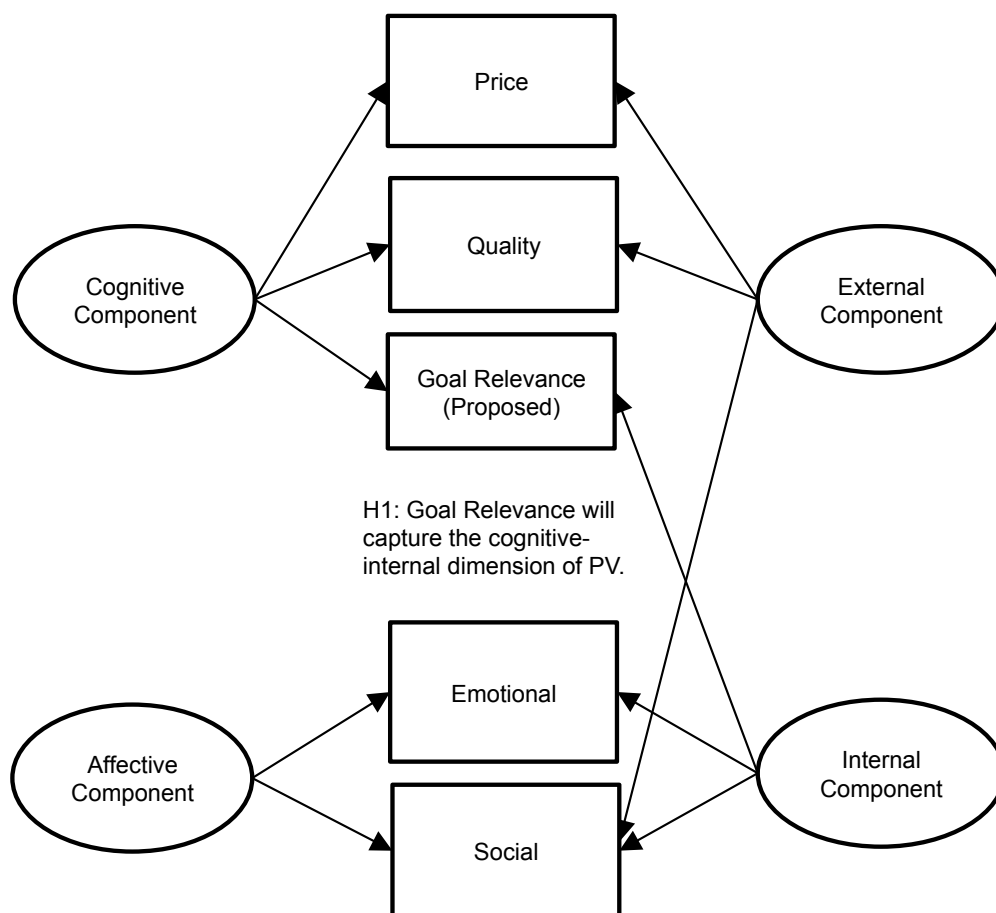 Price
Quality
Cognitive
Component
External
Component
Goal Relevance
(Proposed)
H1: Goal Relevance will
capture the cognitive-
internal dimension of PV.
Emotional
Affective
Component
Internal
Component
Social